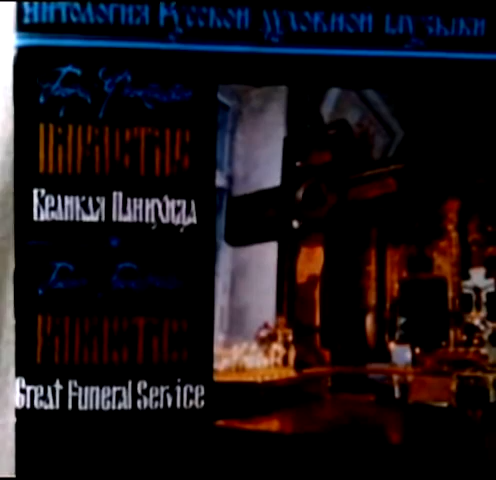 Антология Русской духовной музыки
ПАРАСТАС
Великая Панихида
PARASTAS
Great Funeral Service